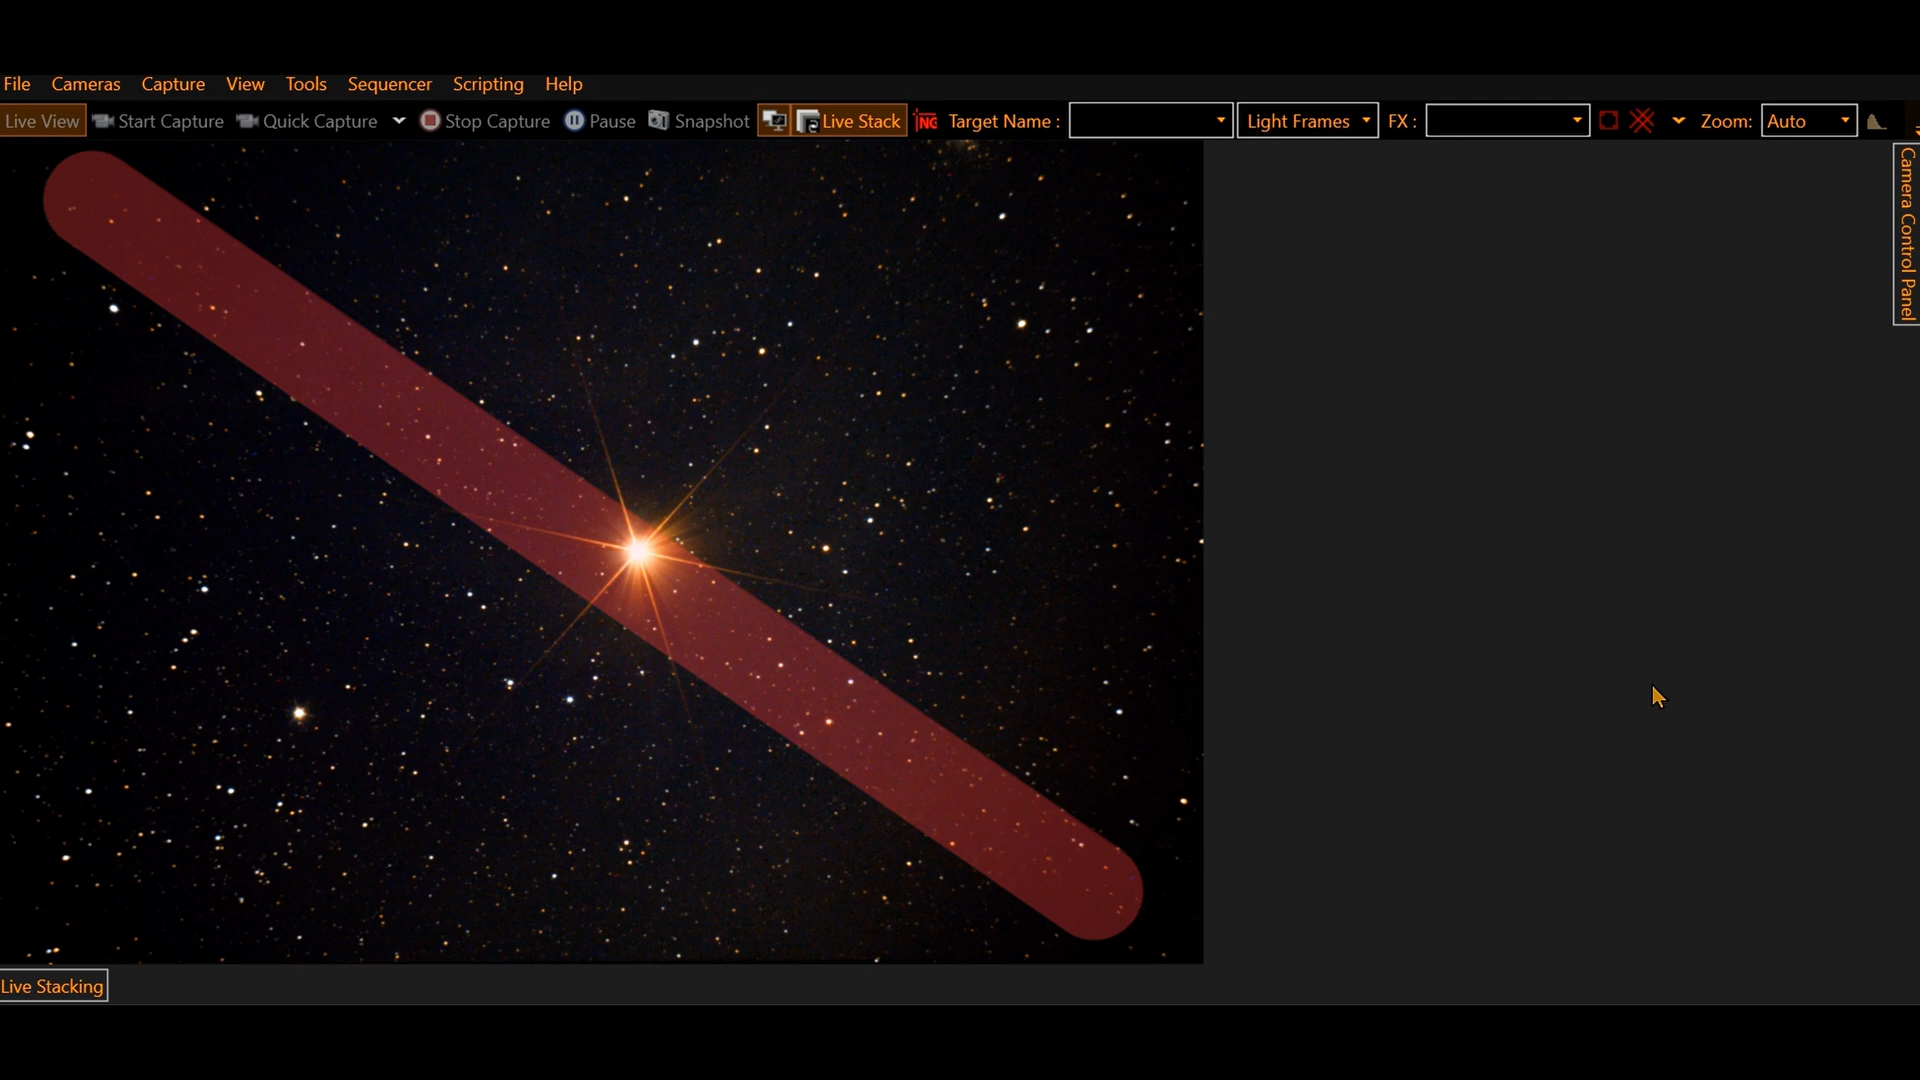 File Cameras Capture View Tools Sequencer Scripting Help
Live View Start Capture Quick Capture Stop Capture Pause Snapshot Live Stack NG Target Name : Light Frames FX : Zoom: Auto
Camera Control Panel
Live Stacking